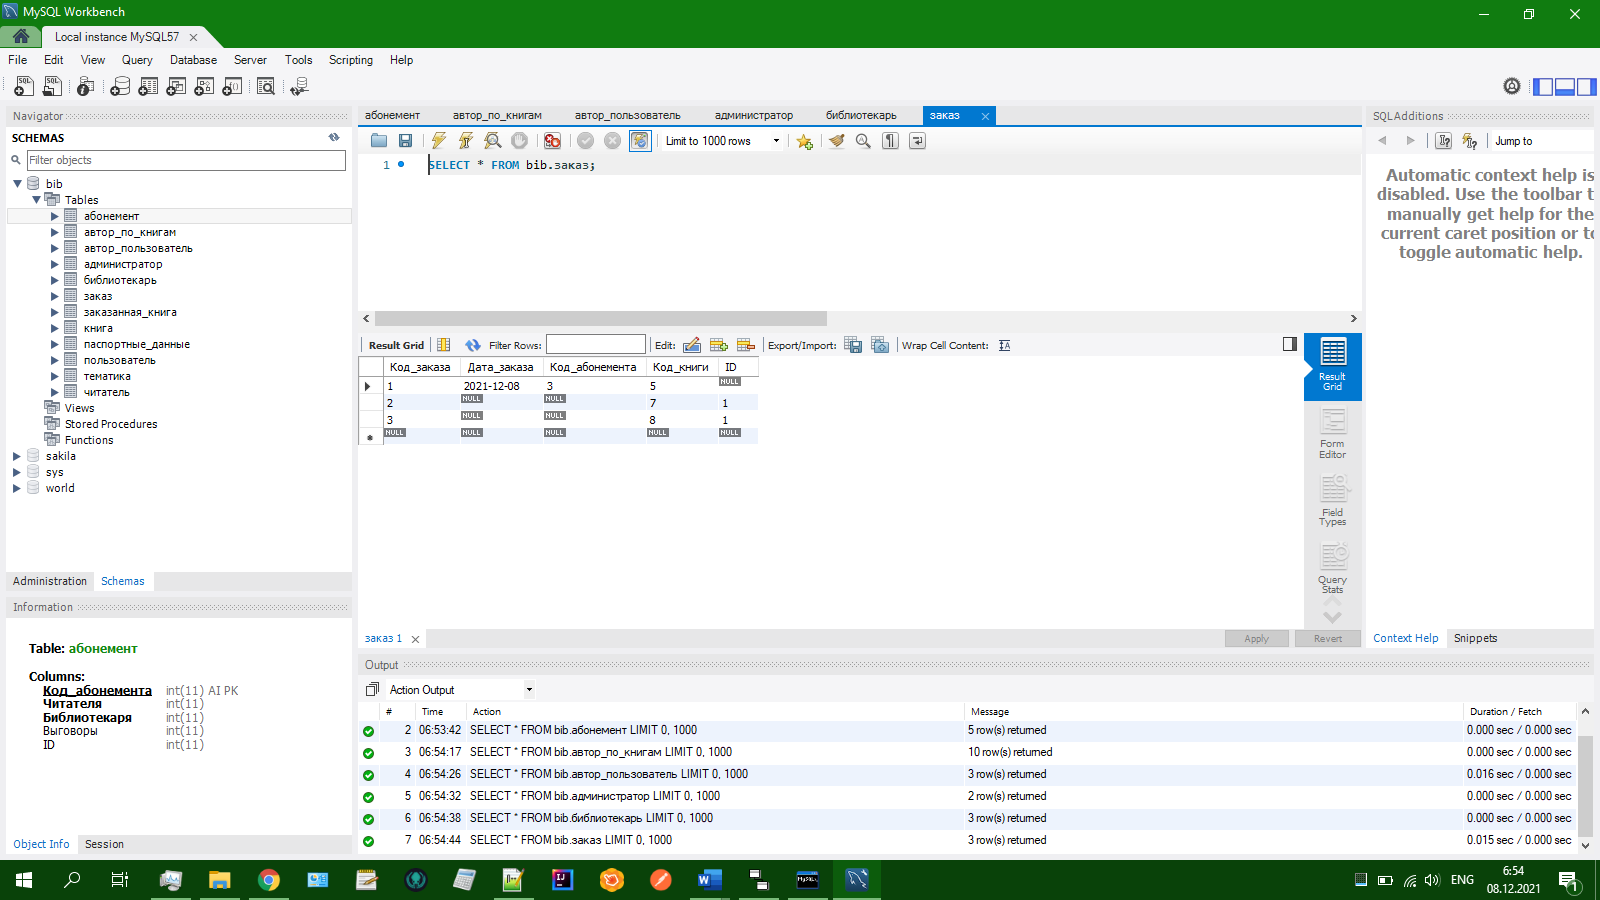 MySQL Workbench
Local instance MySQL57
File Edit View Query Database Server Tools Scripting Help
Navigator
SCHEMAS
Filter objects
bib
Tables
абонемент
автор_по_книгам
автор_пользователь
администратор
библиотекарь
заказ
заказанная_книга
книга
паспортные_данные
пользователь
тематика
читатель
Views
Stored Procedures
Functions
sakila
sys
world
Administration Schemas
Information
Table: абонемент
Columns:
Код_абонемента int(11) AI PK
Читателя int(11)
Библиотекаря int(11)
Выговоры int(11)
ID int(11)
Object Info Session
абонемент автор_по_книгам автор_пользователь администратор библиотекарь заказ
Limit to 1000 rows
1 SELECT * FROM bib.заказ;
Result Grid Filter Rows: Edit: Export/Import: Wrap Cell Content:
Код_заказа Дата_заказа Код_абонемента Код_книги ID
1 2021-12-08 3 5 NULL
2 NULL NULL 7 1
3 NULL NULL 8 1
NULL NULL NULL NULL NULL
Result Grid
Form Editor
Field Types
Query Stats
заказ 1
Apply Revert
SQLAdditions
Jump to
Automatic context help is
disabled. Use the toolbar t
manually get help for the
current caret position or to
toggle automatic help.
Context Help Snippets
Output
Action Output
# Time Action Message Duration / Fetch
2 06:53:42 SELECT * FROM bib.абонемент LIMIT 0, 1000 5 row(s) returned 0.000 sec / 0.000 sec
3 06:54:17 SELECT * FROM bib.автор_по_книгам LIMIT 0, 1000 10 row(s) returned 0.000 sec / 0.000 sec
4 06:54:26 SELECT * FROM bib.автор_пользователь LIMIT 0, 1000 3 row(s) returned 0.016 sec / 0.000 sec
5 06:54:32 SELECT * FROM bib.администратор LIMIT 0, 1000 2 row(s) returned 0.000 sec / 0.000 sec
6 06:54:38 SELECT * FROM bib.библиотекарь LIMIT 0, 1000 3 row(s) returned 0.000 sec / 0.000 sec
7 06:54:44 SELECT * FROM bib.заказ LIMIT 0, 1000 3 row(s) returned 0.015 sec / 0.000 sec
ENG
6:54
08.12.2021
1